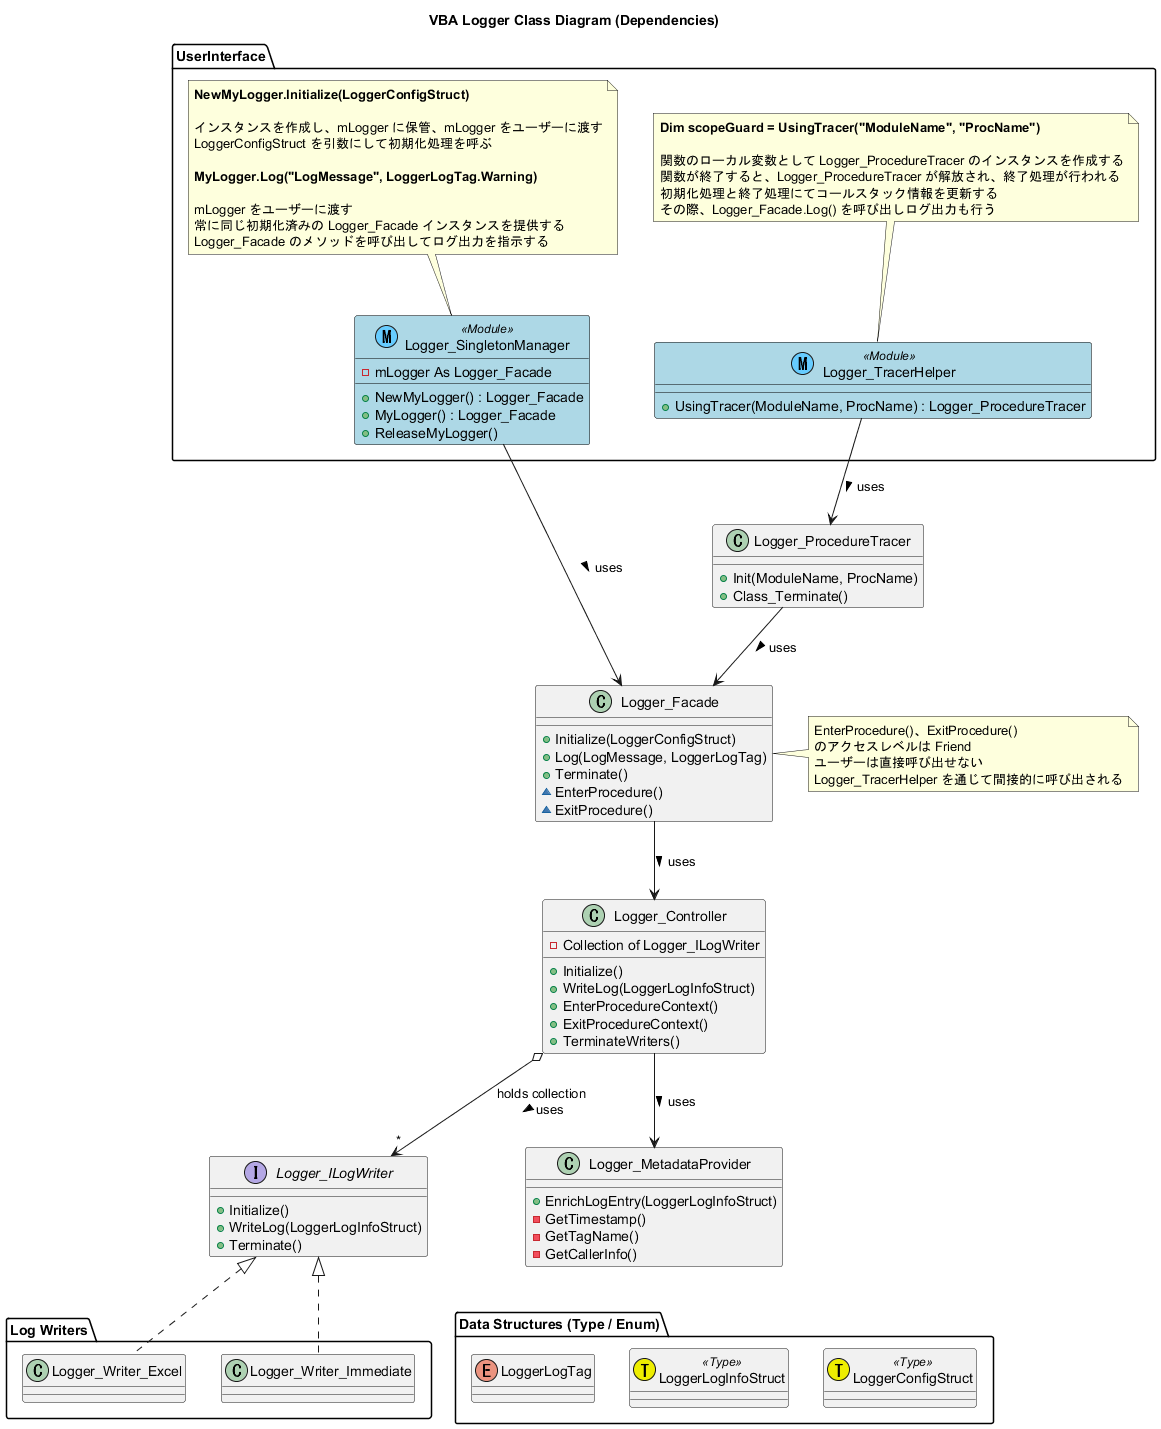 VBA Logger Class Diagram (Dependencies)
UserInterface
NewMyLogger.Initialize(LoggerConfigStruct)
インスタンスを作成し、mLogger に保管、mLogger をユーザーに渡す
LoggerConfigStruct を引数にして初期化処理を呼ぶ
MyLogger.Log("LogMessage", LoggerLogTag.Warning)
mLogger をユーザーに渡す
常に同じ初期化済みの Logger_Facade インスタンスを提供する
Logger_Facade のメソッドを呼び出してログ出力を指示する
Dim scopeGuard = UsingTracer("ModuleName", "ProcName")
関数のローカル変数として Logger_ProcedureTracer のインスタンスを作成する
関数が終了すると、Logger_ProcedureTracer が解放され、終了処理が行われる
初期化処理と終了処理にてコールスタック情報を更新する
その際、Logger_Facade.Log() を呼び出しログ出力も行う
M
«Module»
Logger_SingletonManager
mLogger As Logger_Facade
NewMyLogger() : Logger_Facade
MyLogger() : Logger_Facade
ReleaseMyLogger()
M
«Module»
Logger_TracerHelper
UsingTracer(ModuleName, ProcName) : Logger_ProcedureTracer
uses
C Logger_ProcedureTracer
Init(ModuleName, ProcName)
Class_Terminate()
uses
uses
C Logger_Facade
Initialize(LoggerConfigStruct)
Log(LogMessage, LoggerLogTag)
Terminate()
EnterProcedure()
ExitProcedure()
EnterProcedure()、ExitProcedure()
のアクセスレベルは Friend
ユーザーは直接呼び出せない
Logger_TracerHelper を通じて間接的に呼び出される
uses
C Logger_Controller
Collection of Logger_ILogWriter
Initialize()
WriteLog(LoggerLogInfoStruct)
EnterProcedureContext()
ExitProcedureContext()
TerminateWriters()
holds collection
uses
*
uses
I Logger_ILogWriter
Initialize()
WriteLog(LoggerLogInfoStruct)
Terminate()
C Logger_MetadataProvider
EnrichLogEntry(LoggerLogInfoStruct)
GetTimestamp()
GetTagName()
GetCallerInfo()
Log Writers
C Logger_Writer_Excel
C Logger_Writer_Immediate
Data Structures (Type / Enum)
E LoggerLogTag
T
«Type»
LoggerLogInfoStruct
T
«Type»
LoggerConfigStruct